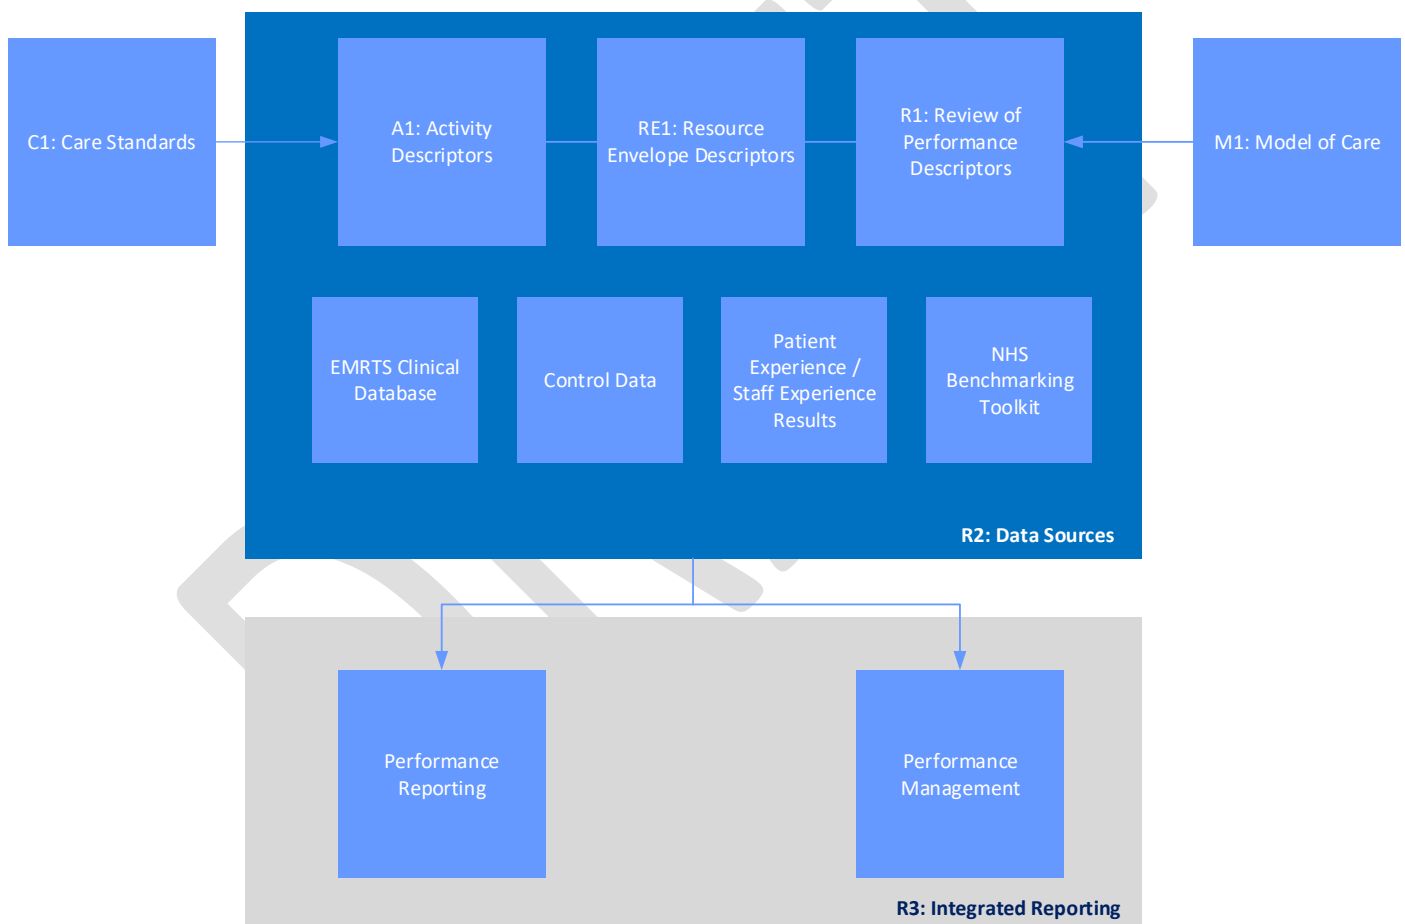 C1: Care Standards
A1: Activity
Descriptors
RE1: Resource
Envelope Descriptors
R1: Review of
Performance
Descriptors
M1: Model of Care
EMRTS Clinical
Database
Control Data
Patient
Experience /
Staff Experience
Results
NHS
Benchmarking
Toolkit
R2: Data Sources
Performance
Reporting
Performance
Management
R3: Integrated Reporting